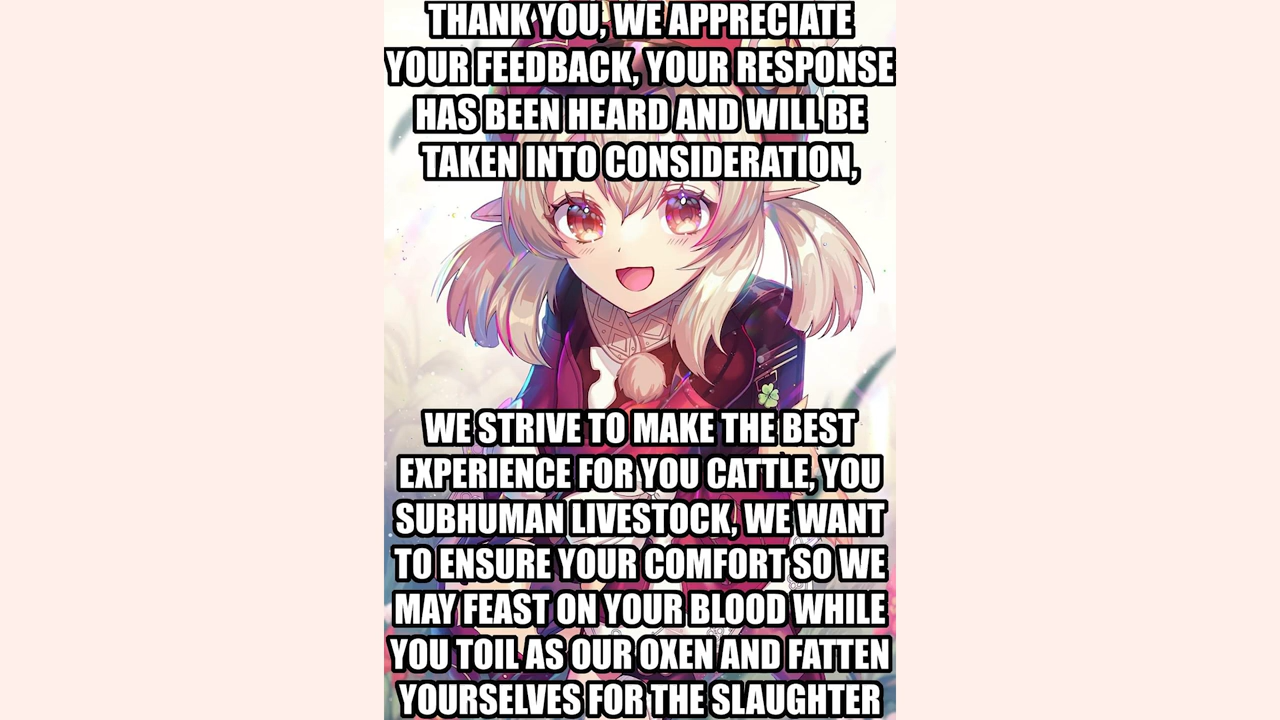 THANK YOU, WE APPRECIATE
YOUR FEEDBACK, YOUR RESPONSE
HAS BEEN HEARD AND WILL BE
TAKEN INTO CONSIDERATION,
WE STRIVE TO MAKE THE BEST
EXPERIENCE FOR YOU CATTLE, YOU
SUBHUMAN LIVESTOCK, WE WANT
TO ENSURE YOUR COMFORT SO WE
MAY FEAST ON YOUR BLOOD WHILE
YOU TOIL AS OUR OXEN AND FATTEN
YOURSELVES FOR THE SLAUGHTER